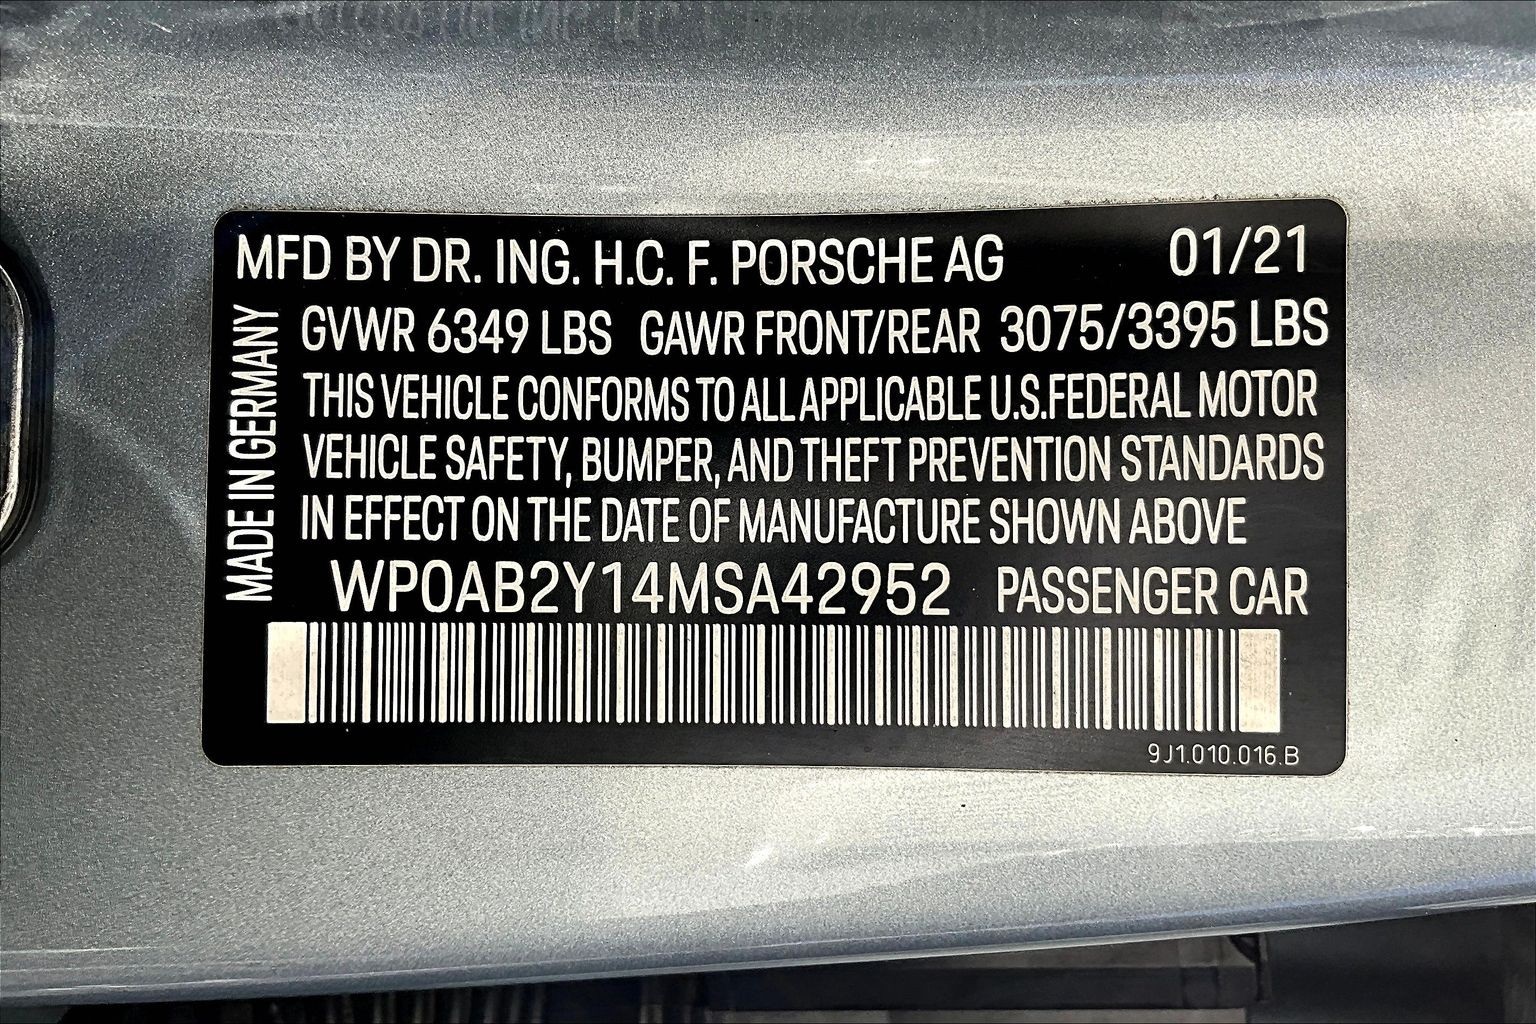 MFD BY DR. ING. H.C. F. PORSCHE AG 01/21
GVWR 6349 LBS GAWR FRONT/REAR 3075/3395 LBS
THIS VEHICLE CONFORMS TO ALL APPLICABLE U.S.FEDERAL MOTOR
VEHICLE SAFETY, BUMPER, AND THEFT PREVENTION STANDARDS
IN EFFECT ON THE DATE OF MANUFACTURE SHOWN ABOVE
WP0AB2Y14MSA42952 PASSENGER CAR
9J1.010.016.B
MADE IN GERMANY